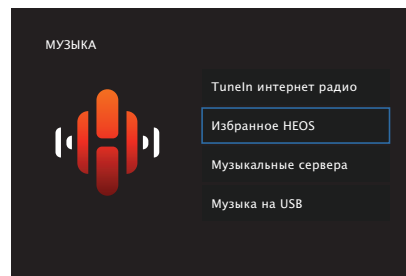 МУЗЫКА
TuneIn интернет радио
Избранное HEOS
Музыкальные сервера
Музыка на USB